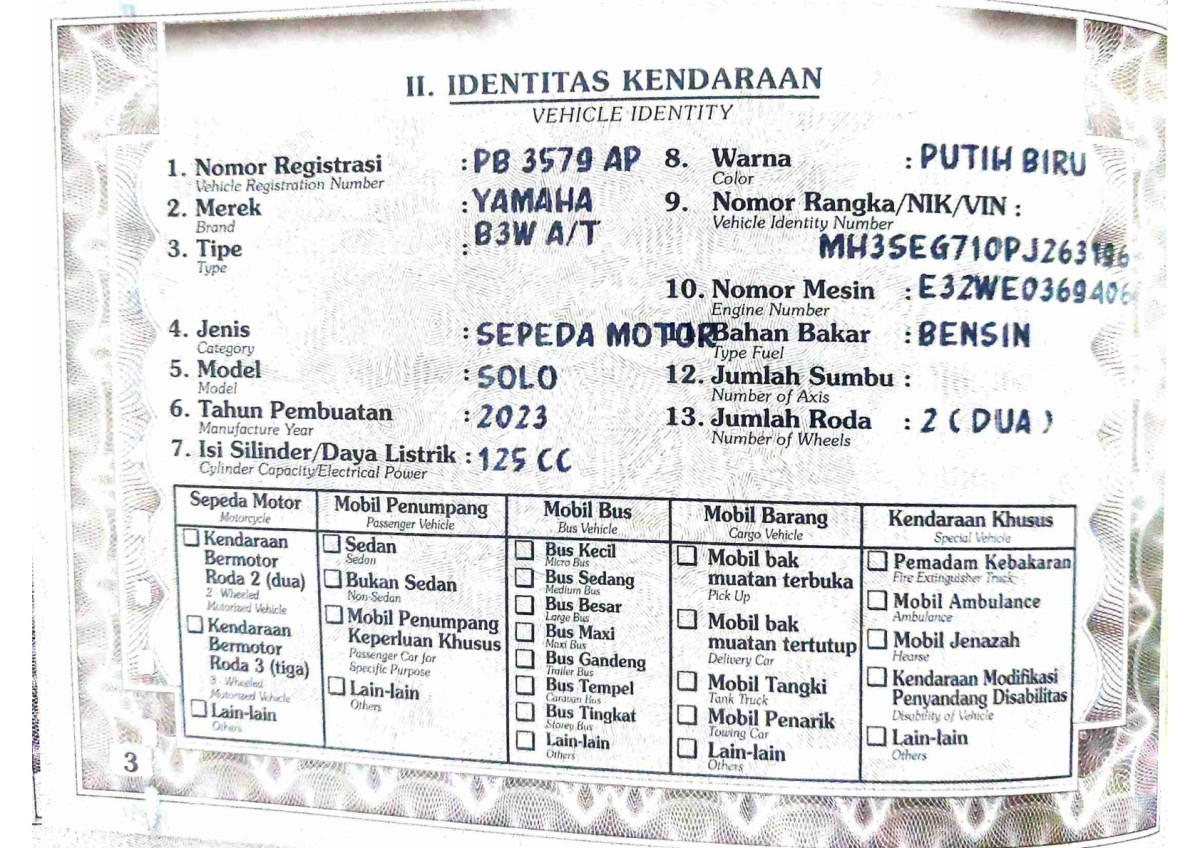 II. IDENTITAS KENDARAAN
VEHICLE IDENTITY
1. Nomor Registrasi : PB 3579 AP
Vehicle Registration Number
2. Merek : YAMAHA
Brand
3. Tipe : B3W A/T
Type
4. Jenis : SEPEDA MOTOR
Category
5. Model : SOLO
Model
6. Tahun Pembuatan : 2023
Manufacture Year
7. Isi Silinder/Daya Listrik : 125 CC
Cylinder Capacity/Electrical Power
8. Warna : PUTIH BIRU
Color
9. Nomor Rangka/NIK/VIN :
Vehicle Identity Number
10. Nomor Mesin : E32WE0369406
Engine Number
11. Bahan Bakar : BENSIN
Type Fuel
12. Jumlah Sumbu :
Number of Axis
13. Jumlah Roda : 2 ( DUA )
Number of Wheels
Sepeda Motor
Motorcycle
Kendaraan
Bermotor
Roda 2 (dua)
2 - Wheeled
Motorized Vehicle
Kendaraan
Bermotor
Roda 3 (tiga)
3 - Wheeled
Motorized Vehicle
Lain-lain
Others
Mobil Penumpang
Passenger Vehicle
Sedan
Sedan
Bukan Sedan
Non-Sedan
Mobil Penumpang
Keperluan Khusus
Passenger Car for
Specific Purpose
Lain-lain
Others
Mobil Bus
Bus Vehicle
Bus Kecil
Micro Bus
Bus Sedang
Medium Bus
Bus Besar
Large Bus
Bus Maxi
Maxi Bus
Bus Gandeng
Trailer Bus
Bus Tempel
Caravan Bus
Bus Tingkat
Storey Bus
Lain-lain
Others
Mobil Barang
Cargo Vehicle
Mobil bak
muatan terbuka
Pick Up
Mobil bak
muatan tertutup
Delivery Car
Mobil Tangki
Tank Truck
Mobil Penarik
Towing Car
Lain-lain
Others
Kendaraan Khusus
Special Vehicle
Pemadam Kebakaran
Fire Extinguisher Truck
Mobil Ambulance
Ambulance
Mobil Jenazah
Hearse
Kendaraan Modifikasi
Penyandang Disabilitas
Disability of Vehicle
Lain-lain
Others
3